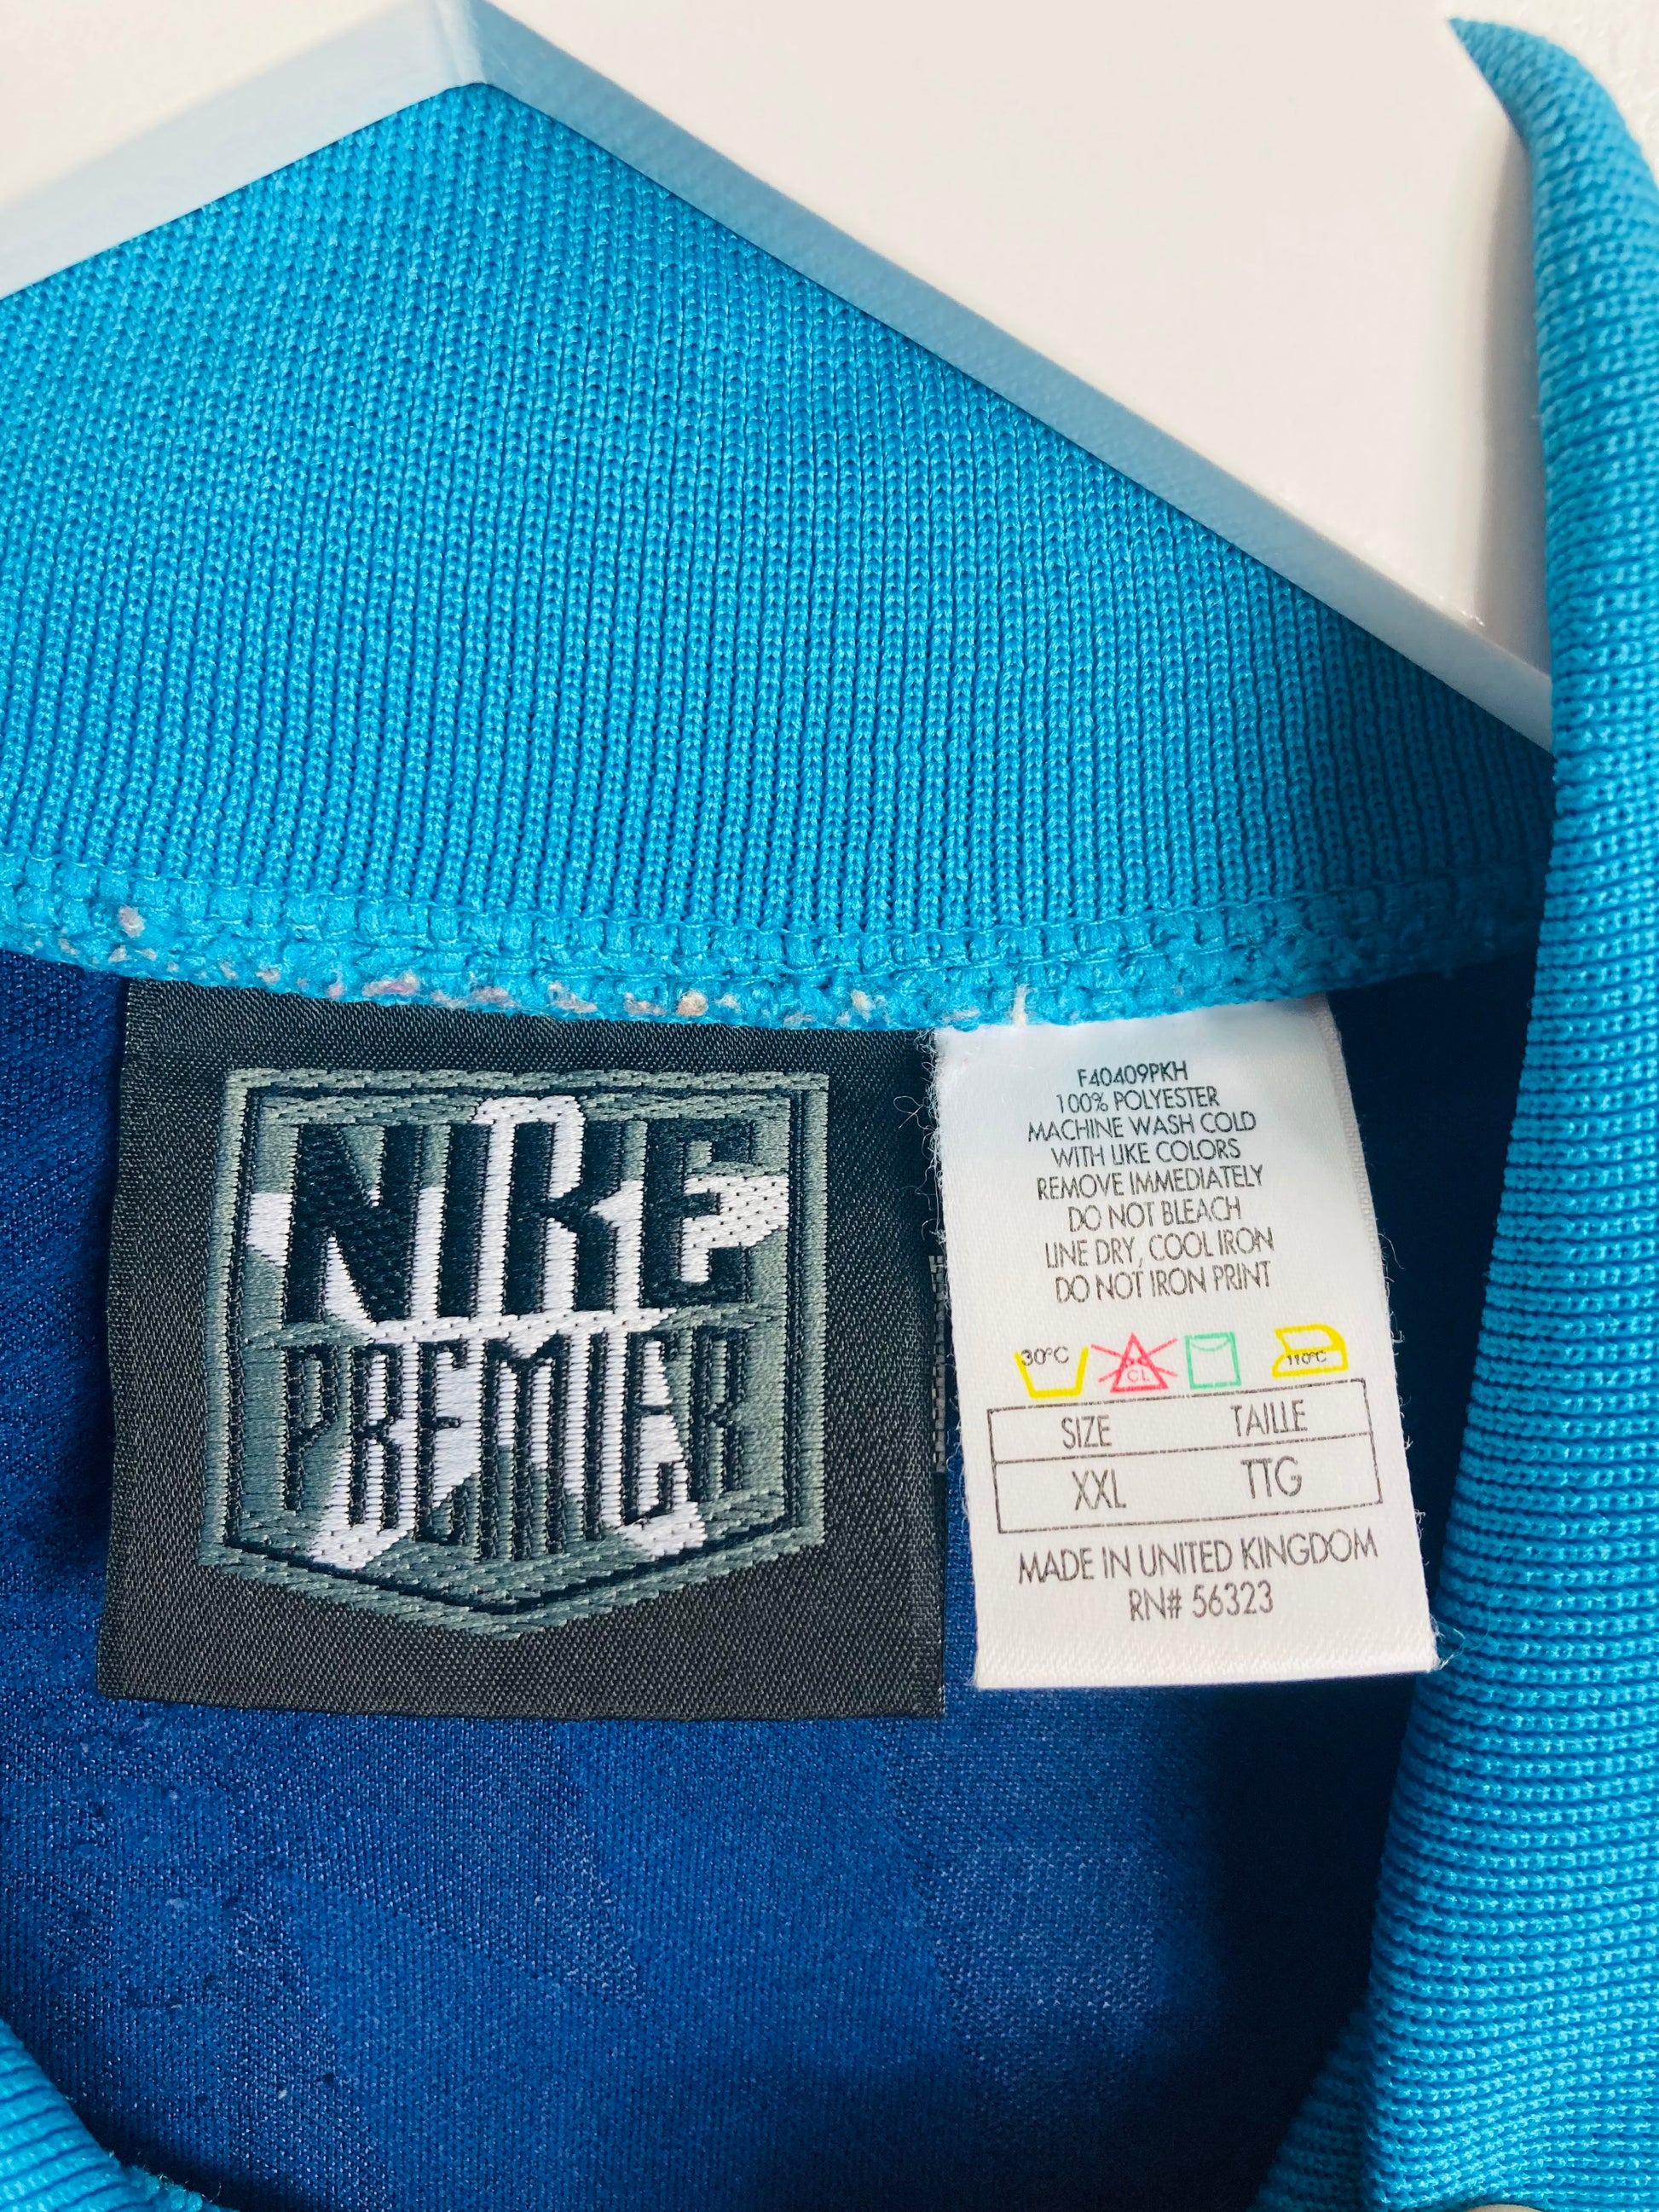 NIKE
PREMIER
F40409PKH
100% POLYESTER
MACHINE WASH COLD
WITH LIKE COLORS
REMOVE IMMEDIATELY
DO NOT BLEACH
LINE DRY, COOL IRON
DO NOT IRON PRINT
30°C CL 110°C
SIZE TAILLE
XXL TTG
MADE IN UNITED KINGDOM
RN# 56323